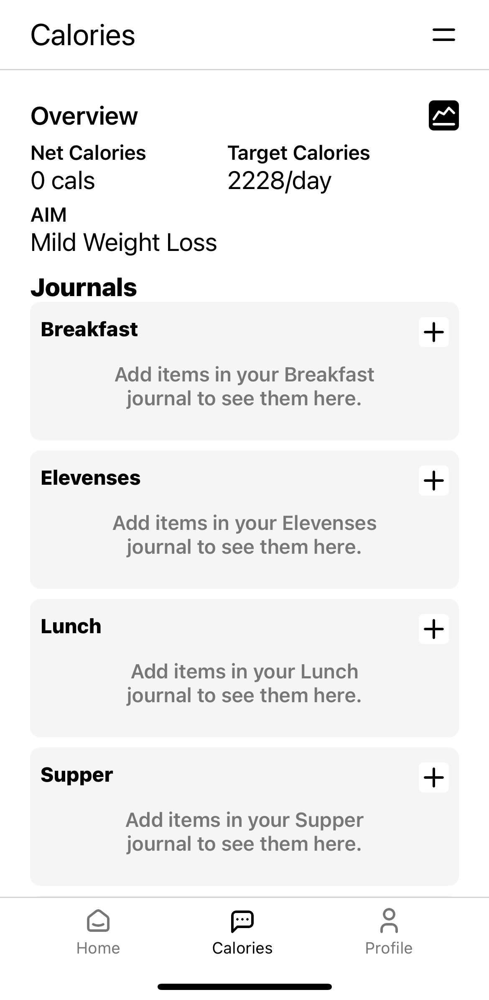 Calories
Overview
Net Calories
0 cals
Target Calories
2228/day
AIM
Mild Weight Loss
Journals
Breakfast
Add items in your Breakfast
journal to see them here.
Elevenses
Add items in your Elevenses
journal to see them here.
Lunch
Add items in your Lunch
journal to see them here.
Supper
Add items in your Supper
journal to see them here.
Home
Calories
Profile